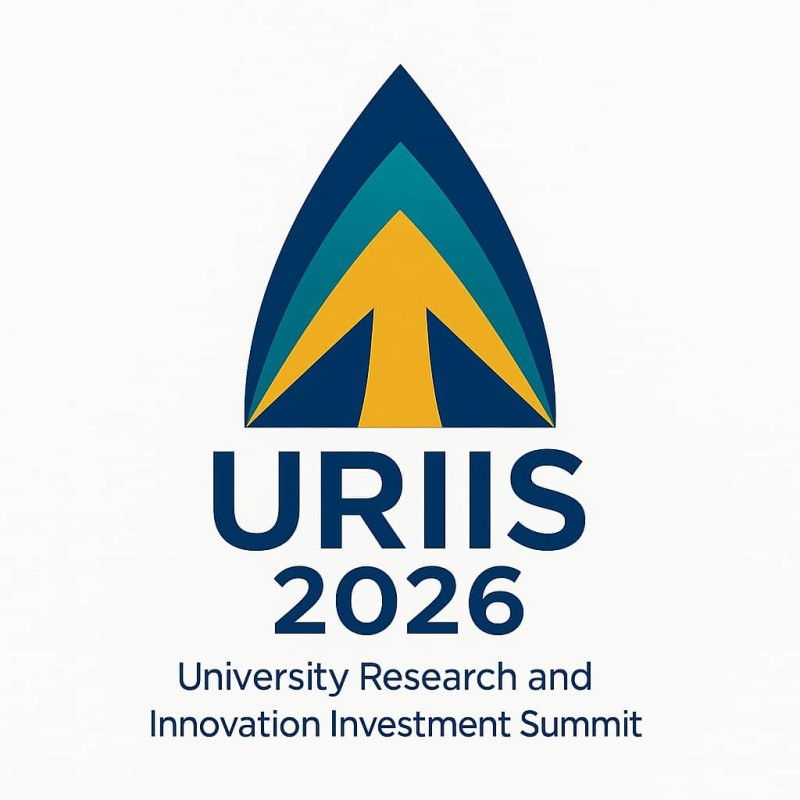 URIIS
2026
University Research and
Innovation Investment Summit